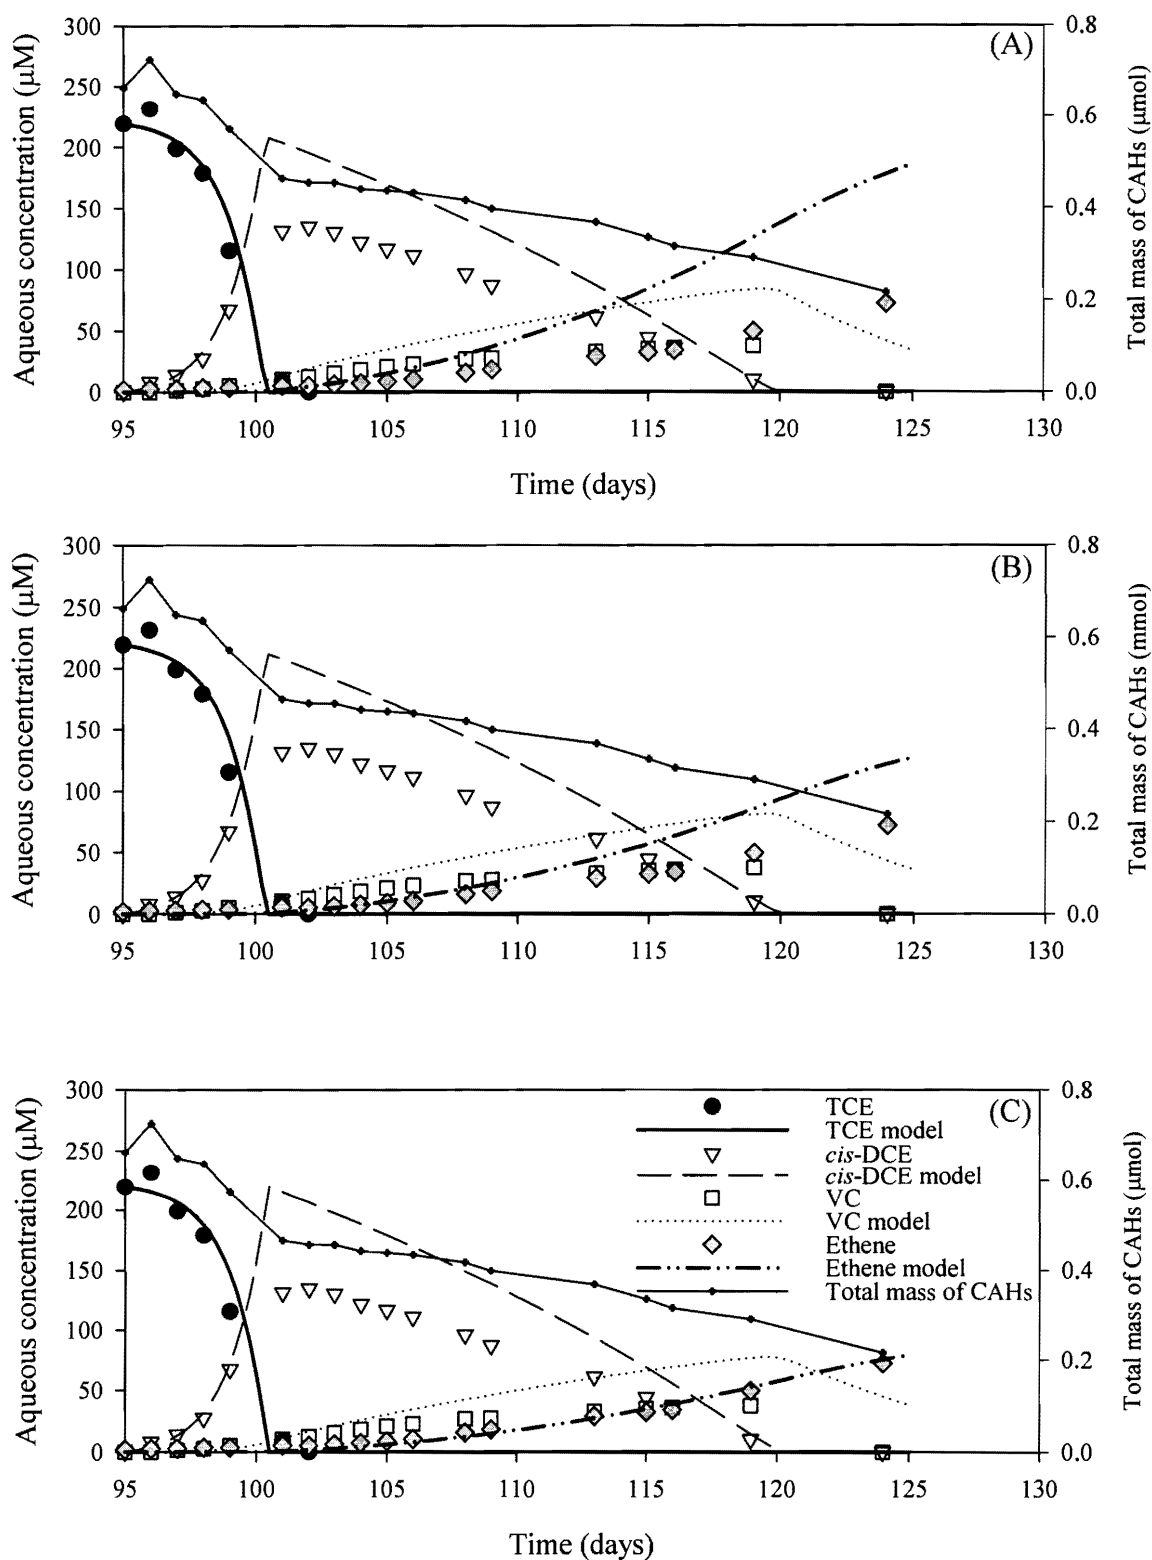 (A)
Aqueous concentration (μM)
300
250
200
150
100
50
0
0.8
0.6
0.4
0.2
0.0
Total mass of CAHs (μmol)
95 100 105 110 115 120 125 130
Time (days)
(B)
Aqueous concentration (μM)
300
250
200
150
100
50
0
0.8
0.6
0.4
0.2
0.0
Total mass of CAHs (mmol)
95 100 105 110 115 120 125 130
(C)
Aqueous concentration (μM)
300
250
200
150
100
50
0
TCE
TCE model
cis-DCE
cis-DCE model
VC
VC model
Ethene
Ethene model
Total mass of CAHs
0.8
0.6
0.4
0.2
0.0
Total mass of CAHs (μmol)
95 100 105 110 115 120 125 130
Time (days)